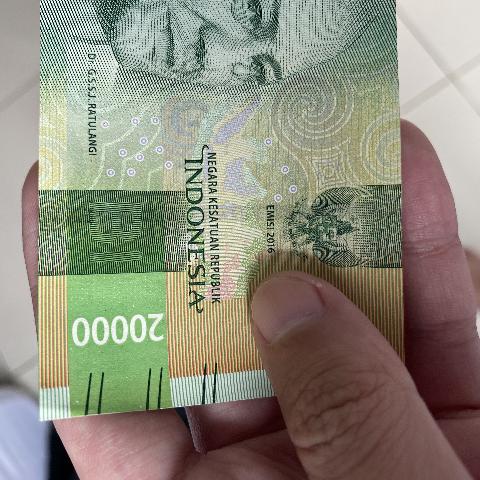 Dr. G.S.S.J. RATULANGI
NEGARA KESATUAN REPUBLIK
INDONESIA
EMISI 2016
20000